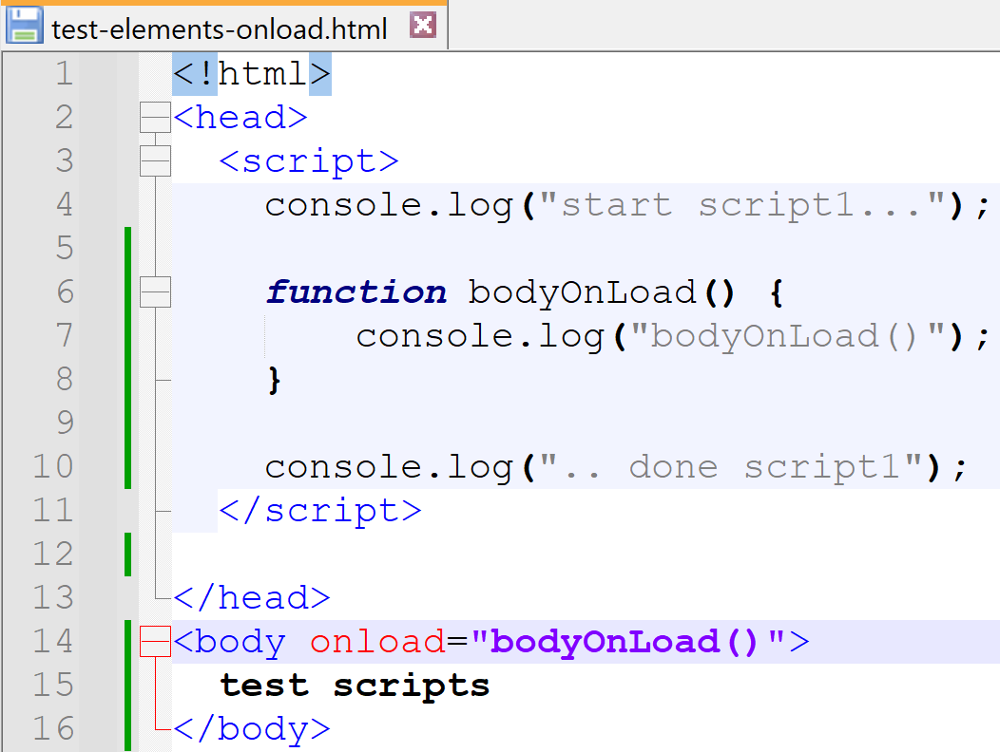 test-elements-onload.html
1 <!html>
2 <head>
3 <script>
4 console.log("start script1...");
5
6 function bodyOnLoad() {
7 console.log("bodyOnLoad()");
8 }
9
10 console.log(".. done script1");
11 </script>
12
13 </head>
14 <body onload="bodyOnLoad()">
15 test scripts
16 </body>